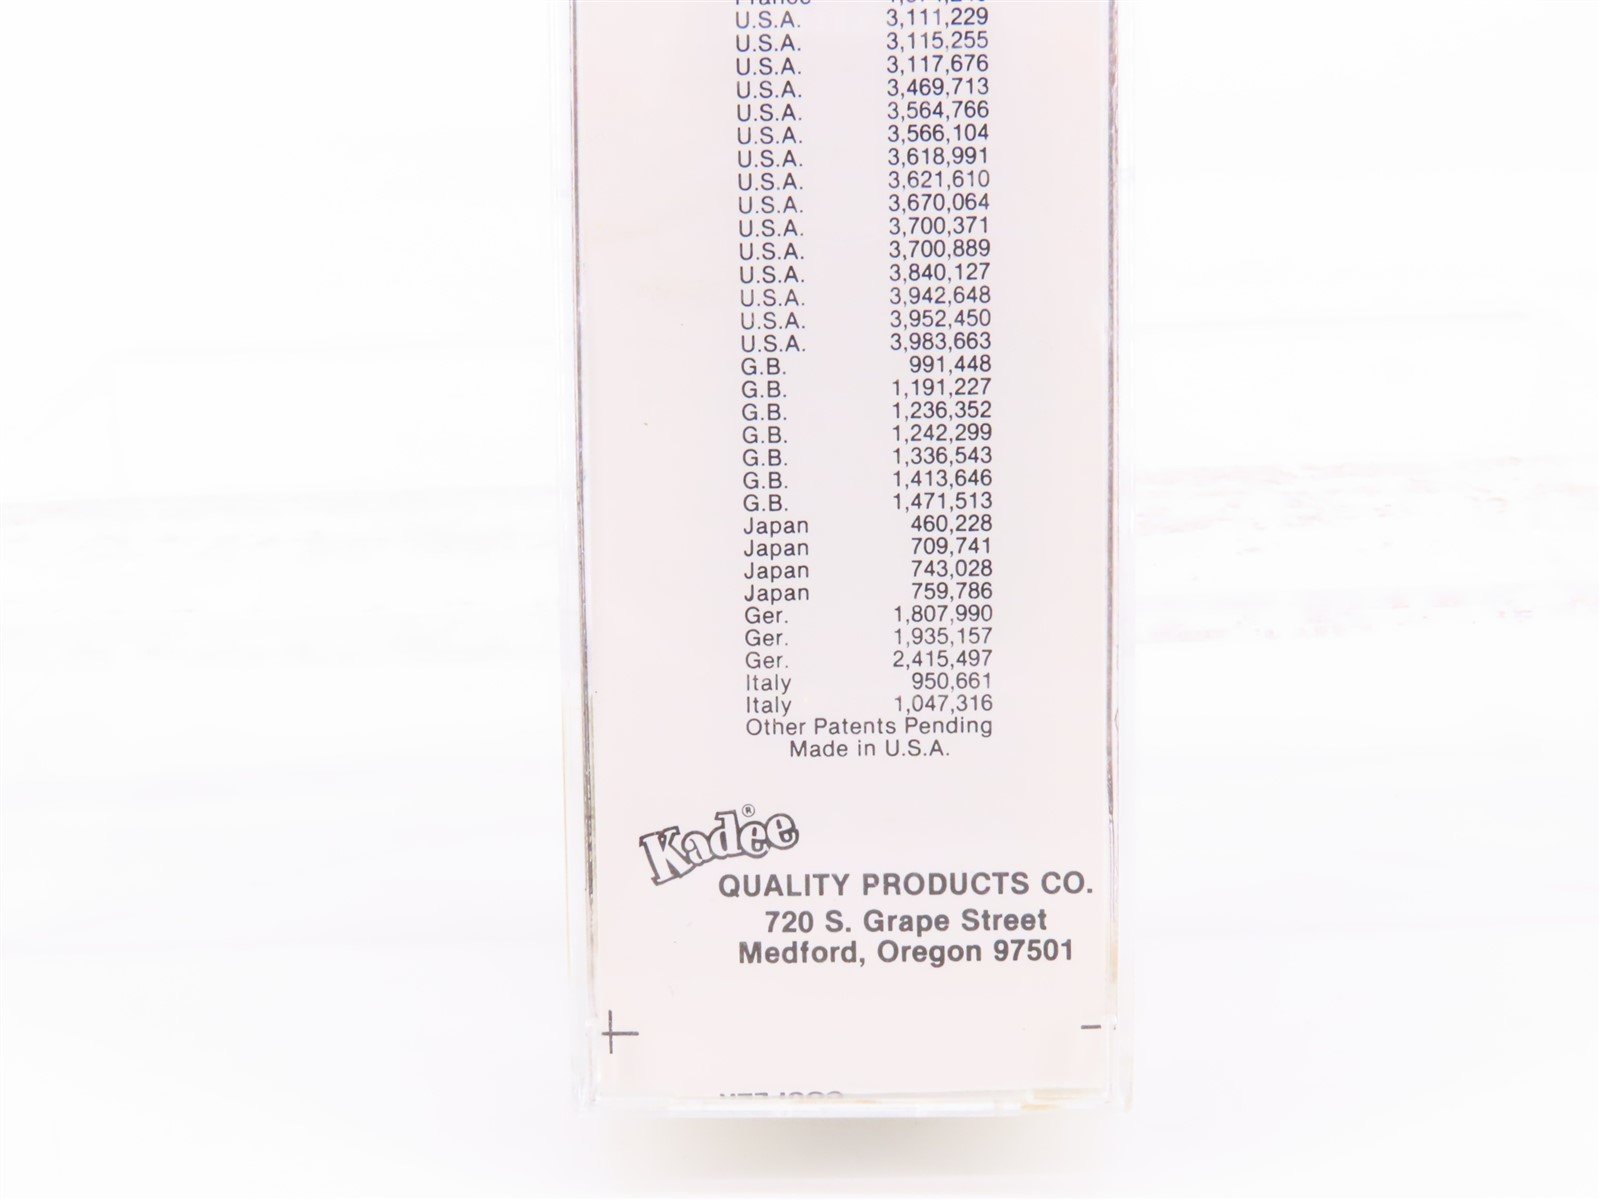 U.S.A. 3,111,229
U.S.A. 3,115,255
U.S.A. 3,117,676
U.S.A. 3,469,713
U.S.A. 3,564,766
U.S.A. 3,566,104
U.S.A. 3,618,991
U.S.A. 3,621,610
U.S.A. 3,670,064
U.S.A. 3,700,371
U.S.A. 3,700,889
U.S.A. 3,840,127
U.S.A. 3,942,648
U.S.A. 3,952,450
U.S.A. 3,983,663
G.B. 991,448
G.B. 1,191,227
G.B. 1,236,352
G.B. 1,242,299
G.B. 1,336,543
G.B. 1,413,646
G.B. 1,471,513
Japan 460,228
Japan 709,741
Japan 743,028
Japan 759,786
Ger. 1,807,990
Ger. 1,935,157
Ger. 2,415,497
Italy 950,661
Italy 1,047,316
Other Patents Pending
Made in U.S.A.
Kadee®
QUALITY PRODUCTS CO.
720 S. Grape Street
Medford, Oregon 97501